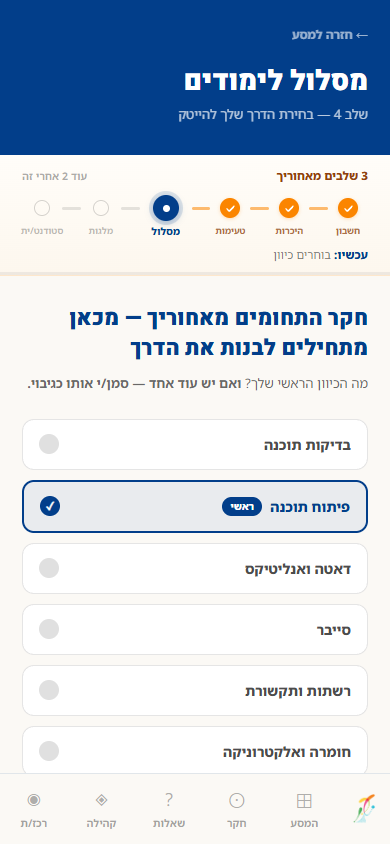 ← חזרה למסע
מסלול לימודים
שלב 4 — בחירת הדרך שלך להייטק
3 שלבים מאחוריך
עוד 2 אחרי זה
חשבון
היכרות
טעימות
מסלול
מלגות
סטודנט/ית
עכשיו: בוחרים כיוון
חקר התחומים מאחוריך — מכאן
מתחילים לבנות את הדרך
מה הכיוון הראשי שלך? ואם יש עוד אחד — סמן/י אותו כגיבוי.
בדיקות תוכנה
פיתוח תוכנה ראשי
דאטה ואנליטיקס
סייבר
רשתות ותקשורת
חומרה ואלקטרוניקה
המסע
חקר
? שאלות
קהילה
רכז/ת